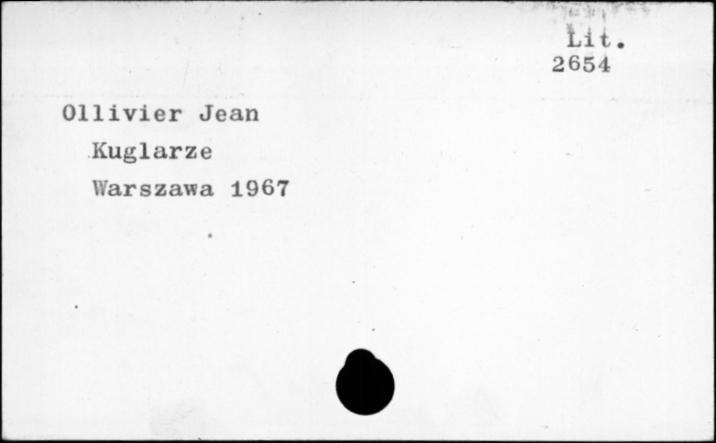 Lit.
2654
Ollivier Jean
Kuglarze
Warszawa 1967